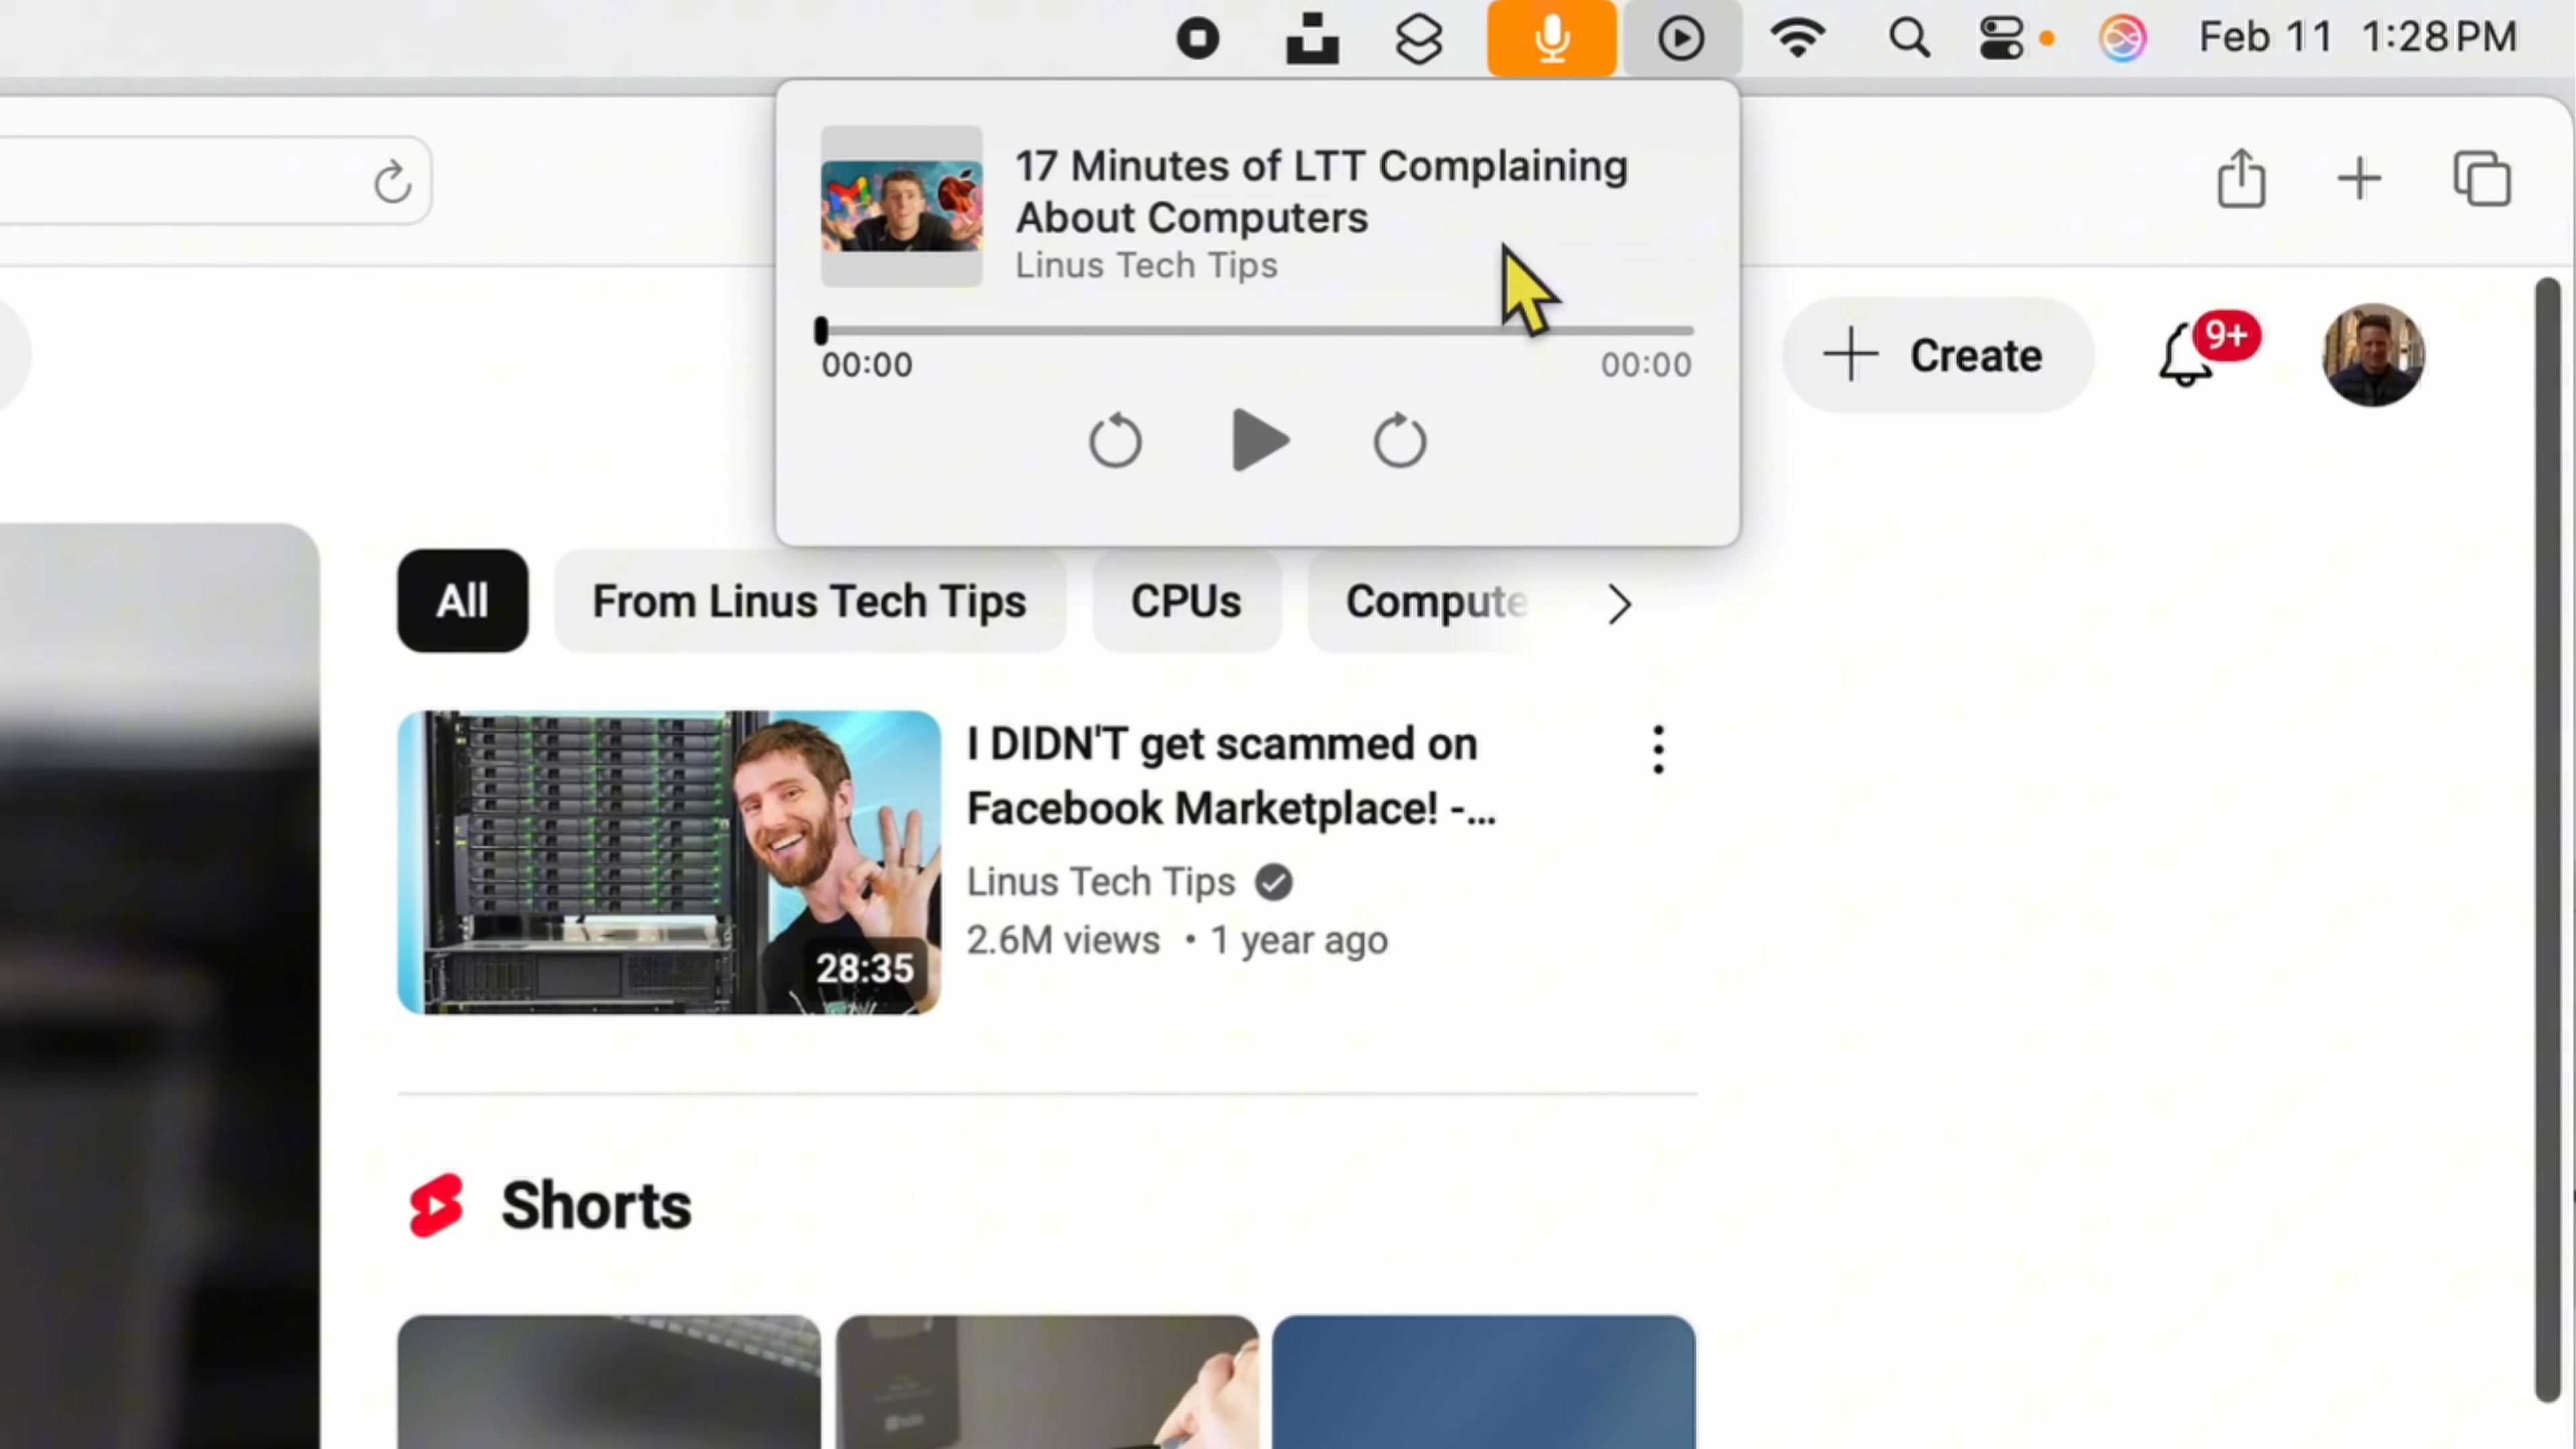 Feb 11 1:28 PM
17 Minutes of LTT Complaining
About Computers
Linus Tech Tips
00:00
00:00
Create
9+
All
From Linus Tech Tips
CPUs
Compute
I DIDN'T get scammed on
Facebook Marketplace! -...
Linus Tech Tips
2.6M views • 1 year ago
28:35
Shorts